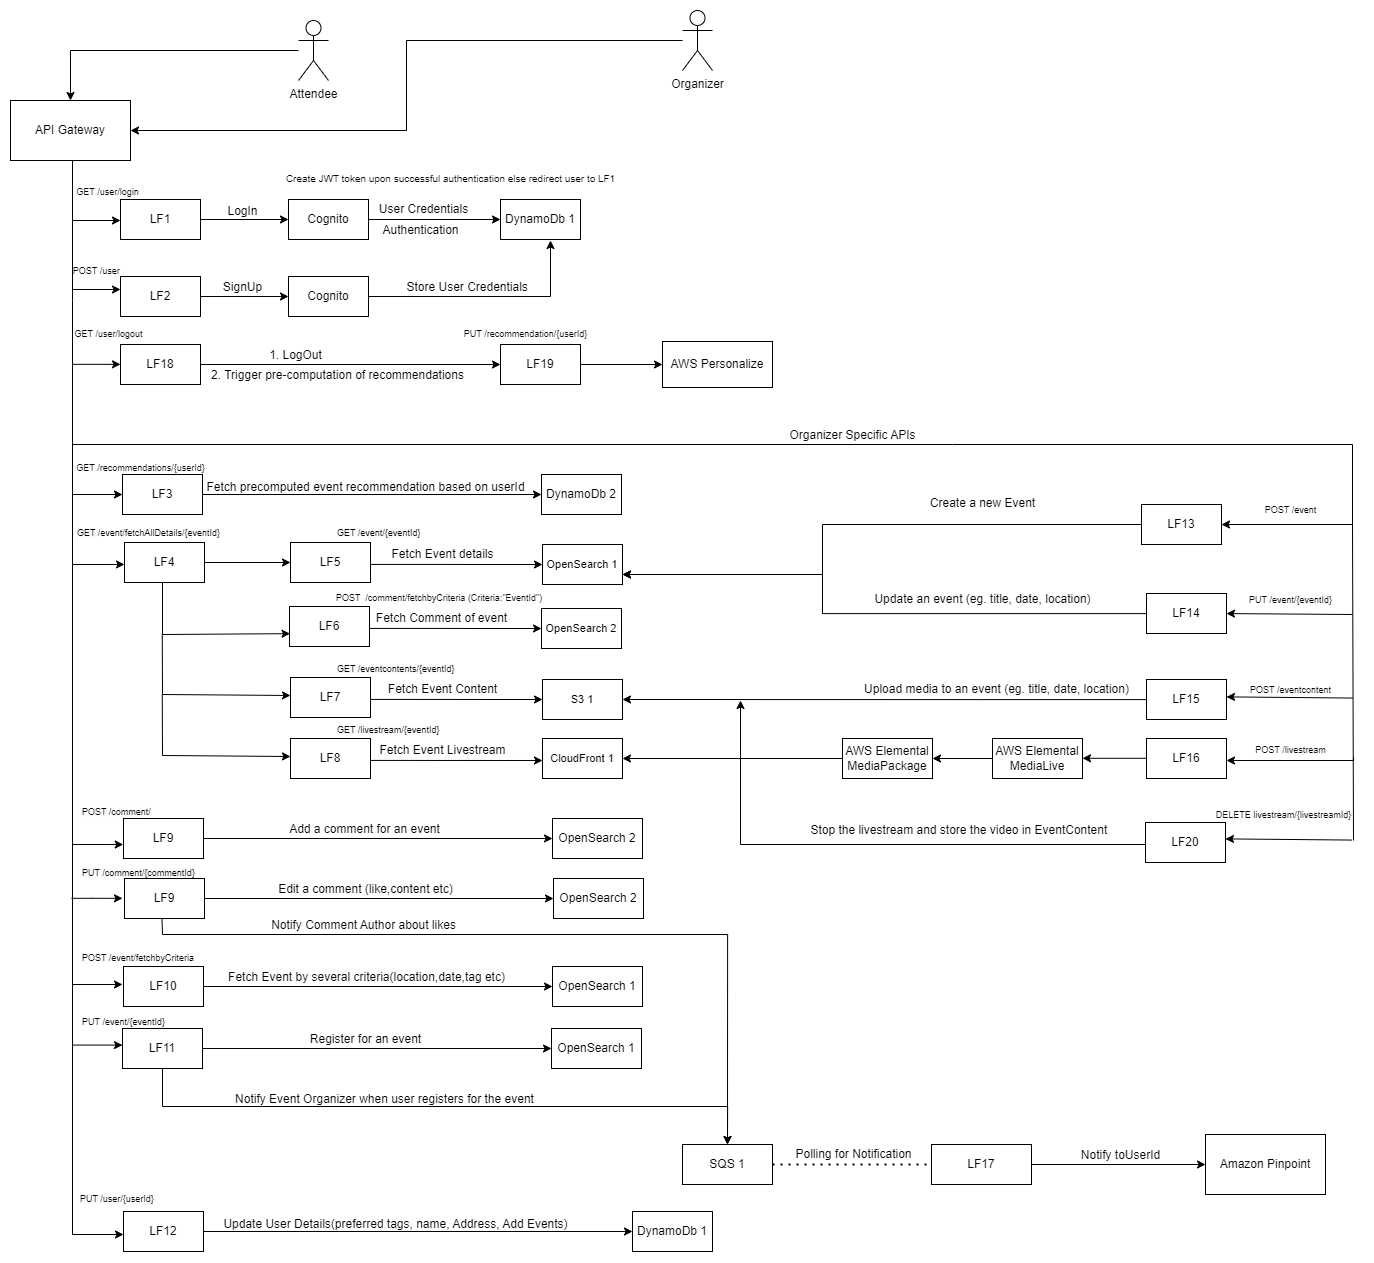 Attendee
Organizer
API Gateway
Create JWT token upon successful authentication else redirect user to LF1
GET /user/login
LF1
LogIn
Cognito
User Credentials
Authentication
DynamoDb 1
POST /user
LF2
SignUp
Cognito
Store User Credentials
GET /user/logout
LF18
1. LogOut
2. Trigger pre-computation of recommendations
PUT /recommendation/{userId}
LF19
AWS Personalize
Organizer Specific APIs
GET /recommendations/{userId}
LF3
Fetch precomputed event recommendation based on userId
DynamoDb 2
Create a new Event
LF13
POST /event
GET /event/fetchAllDetails/{eventId}
LF4
GET /event/{eventId}
LF5
Fetch Event details
OpenSearch 1
Update an event (eg. title, date, location)
LF14
PUT /event/{eventId}
POST  /comment/fetchbyCriteria (Criteria:"EventId")
LF6
Fetch Comment of event
OpenSearch 2
GET /eventcontents/{eventId}
LF7
Fetch Event Content
S3 1
Upload media to an event (eg. title, date, location)
LF15
POST /eventcontent
GET /livestream/{eventId}
LF8
Fetch Event Livestream
CloudFront 1
AWS Elemental
MediaPackage
AWS Elemental
MediaLive
LF16
POST /livestream
POST /comment/
LF9
Add a comment for an event
OpenSearch 2
Stop the livestream and store the video in EventContent
LF20
DELETE livestream/{livestreamId}
PUT /comment/{commentId}
LF9
Edit a comment (like,content etc)
OpenSearch 2
Notify Comment Author about likes
POST /event/fetchbyCriteria
LF10
Fetch Event by several criteria(location,date,tag etc)
OpenSearch 1
PUT /event/{eventId}
LF11
Register for an event
OpenSearch 1
Notify Event Organizer when user registers for the event
SQS 1
Polling for Notification
LF17
Notify toUserId
Amazon Pinpoint
PUT /user/{userId}
LF12
Update User Details(preferred tags, name, Address, Add Events)
DynamoDb 1